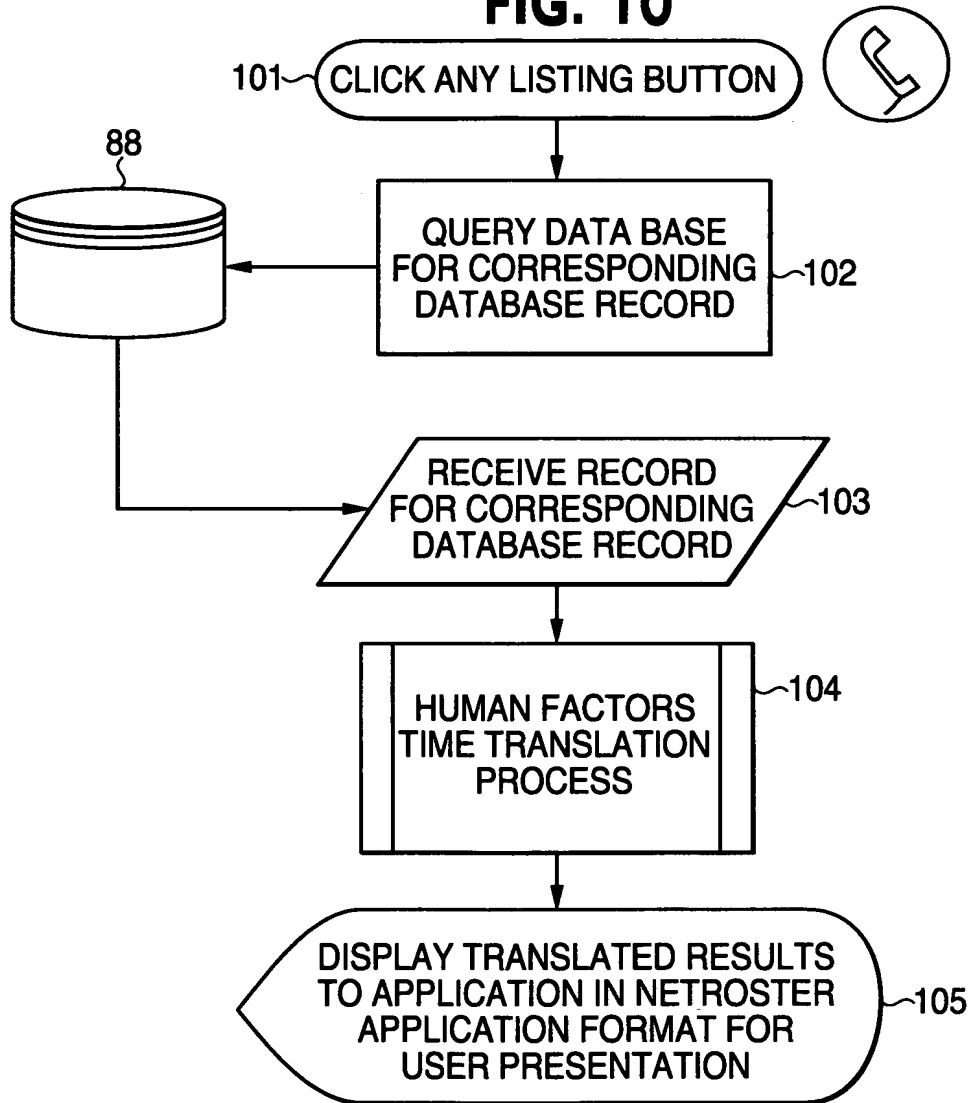 FIG. 10
101
CLICK ANY LISTING BUTTON
88
QUERY DATA BASE
FOR CORRESPONDING
DATABASE RECORD
102
RECEIVE RECORD
FOR CORRESPONDING
DATABASE RECORD
103
HUMAN FACTORS
TIME TRANSLATION
PROCESS
104
DISPLAY TRANSLATED RESULTS
TO APPLICATION IN NETROSTER
APPLICATION FORMAT FOR
USER PRESENTATION
105